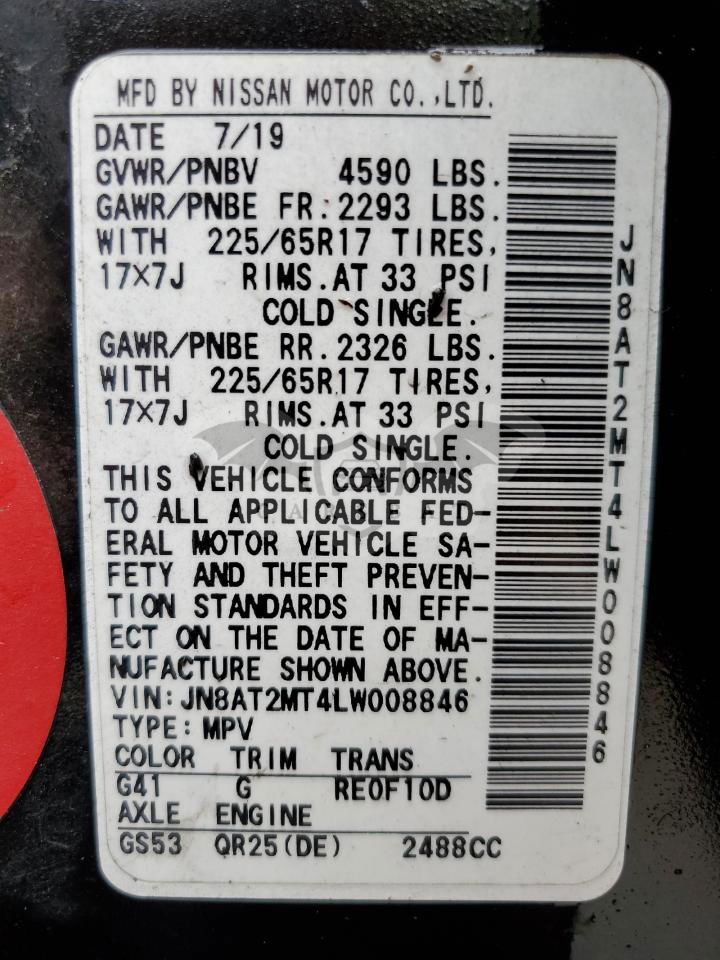 MFD BY NISSAN MOTOR CO.,LTD.
DATE 7/19
GVWR/PNBV 4590 LBS.
GAWR/PNBE FR:2293 LBS.
WITH 225/65R17 TIRES,
17X7J RIMS.AT 33 PSI
COLD SINGLE.
GAWR/PNBE RR.2326 LBS.
WITH 225/65R17 TIRES,
17X7J RIMS.AT 33 PSI
COLD SINGLE.
THIS VEHICLE CONFORMS
TO ALL APPLICABLE FED-
ERAL MOTOR VEHICLE SA-
FETY AND THEFT PREVEN-
TION STANDARDS IN EFF-
ECT ON THE DATE OF MA-
NUFACTURE SHOWN ABOVE.
VIN:JN8AT2MT4LW008846
TYPE:MPV
COLOR TRIM TRANS
G41 G RE0F10D
AXLE ENGINE
GS53 QR25(DE) 2488CC
JN8AT2MT4LW008846